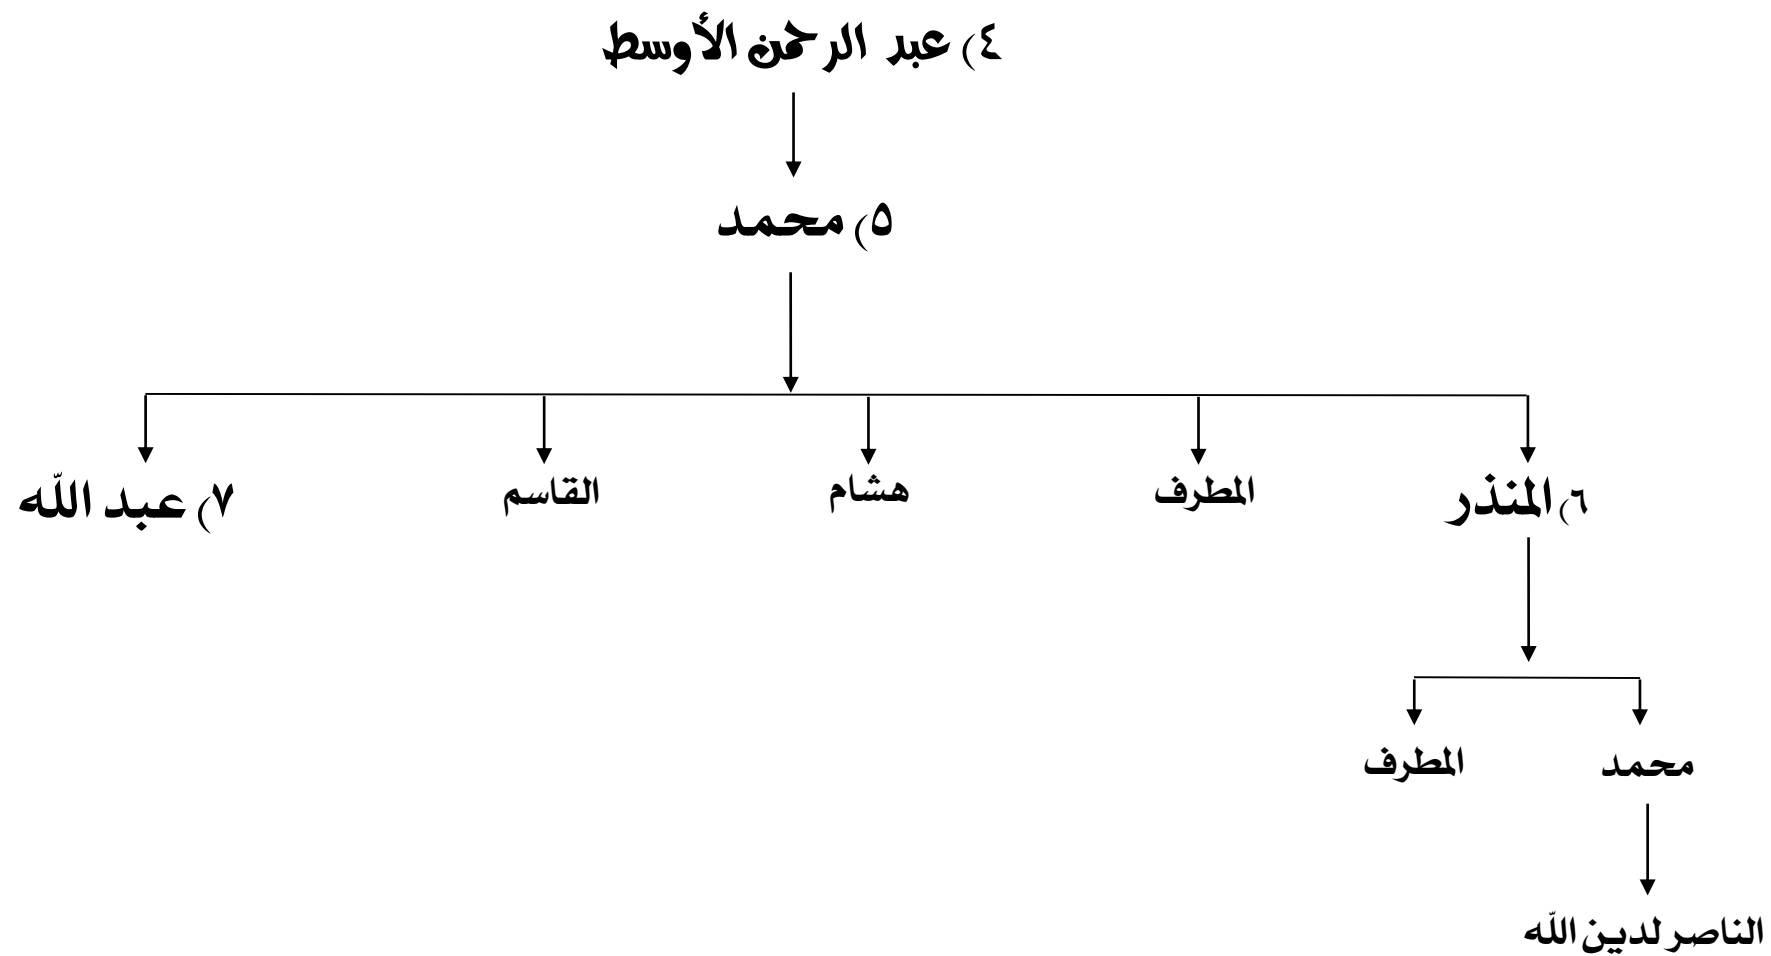 ٤) عبد الرحمن الأوسط
٥) محمد
٦) المنذر
المطرف
هشام
القاسم
٧) عبد الله
محمد
المطرف
الناصر لدين الله